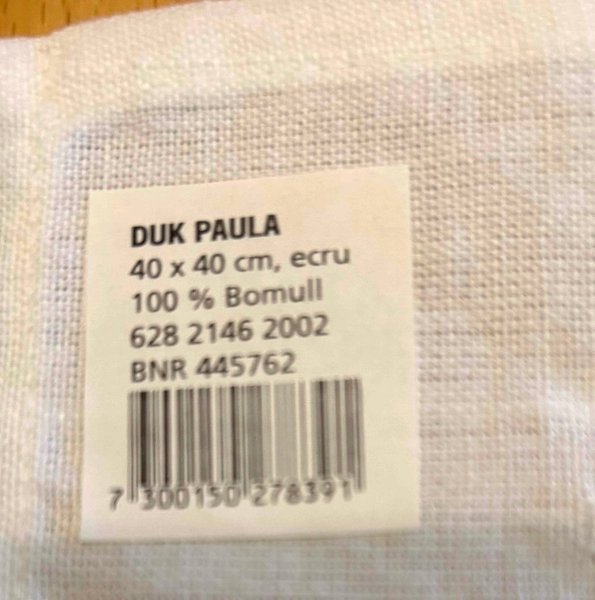 DUK PAULA
40 x 40 cm, ecru
100 % Bomull
628 2146 2002
BNR 445762
7 300150 278391